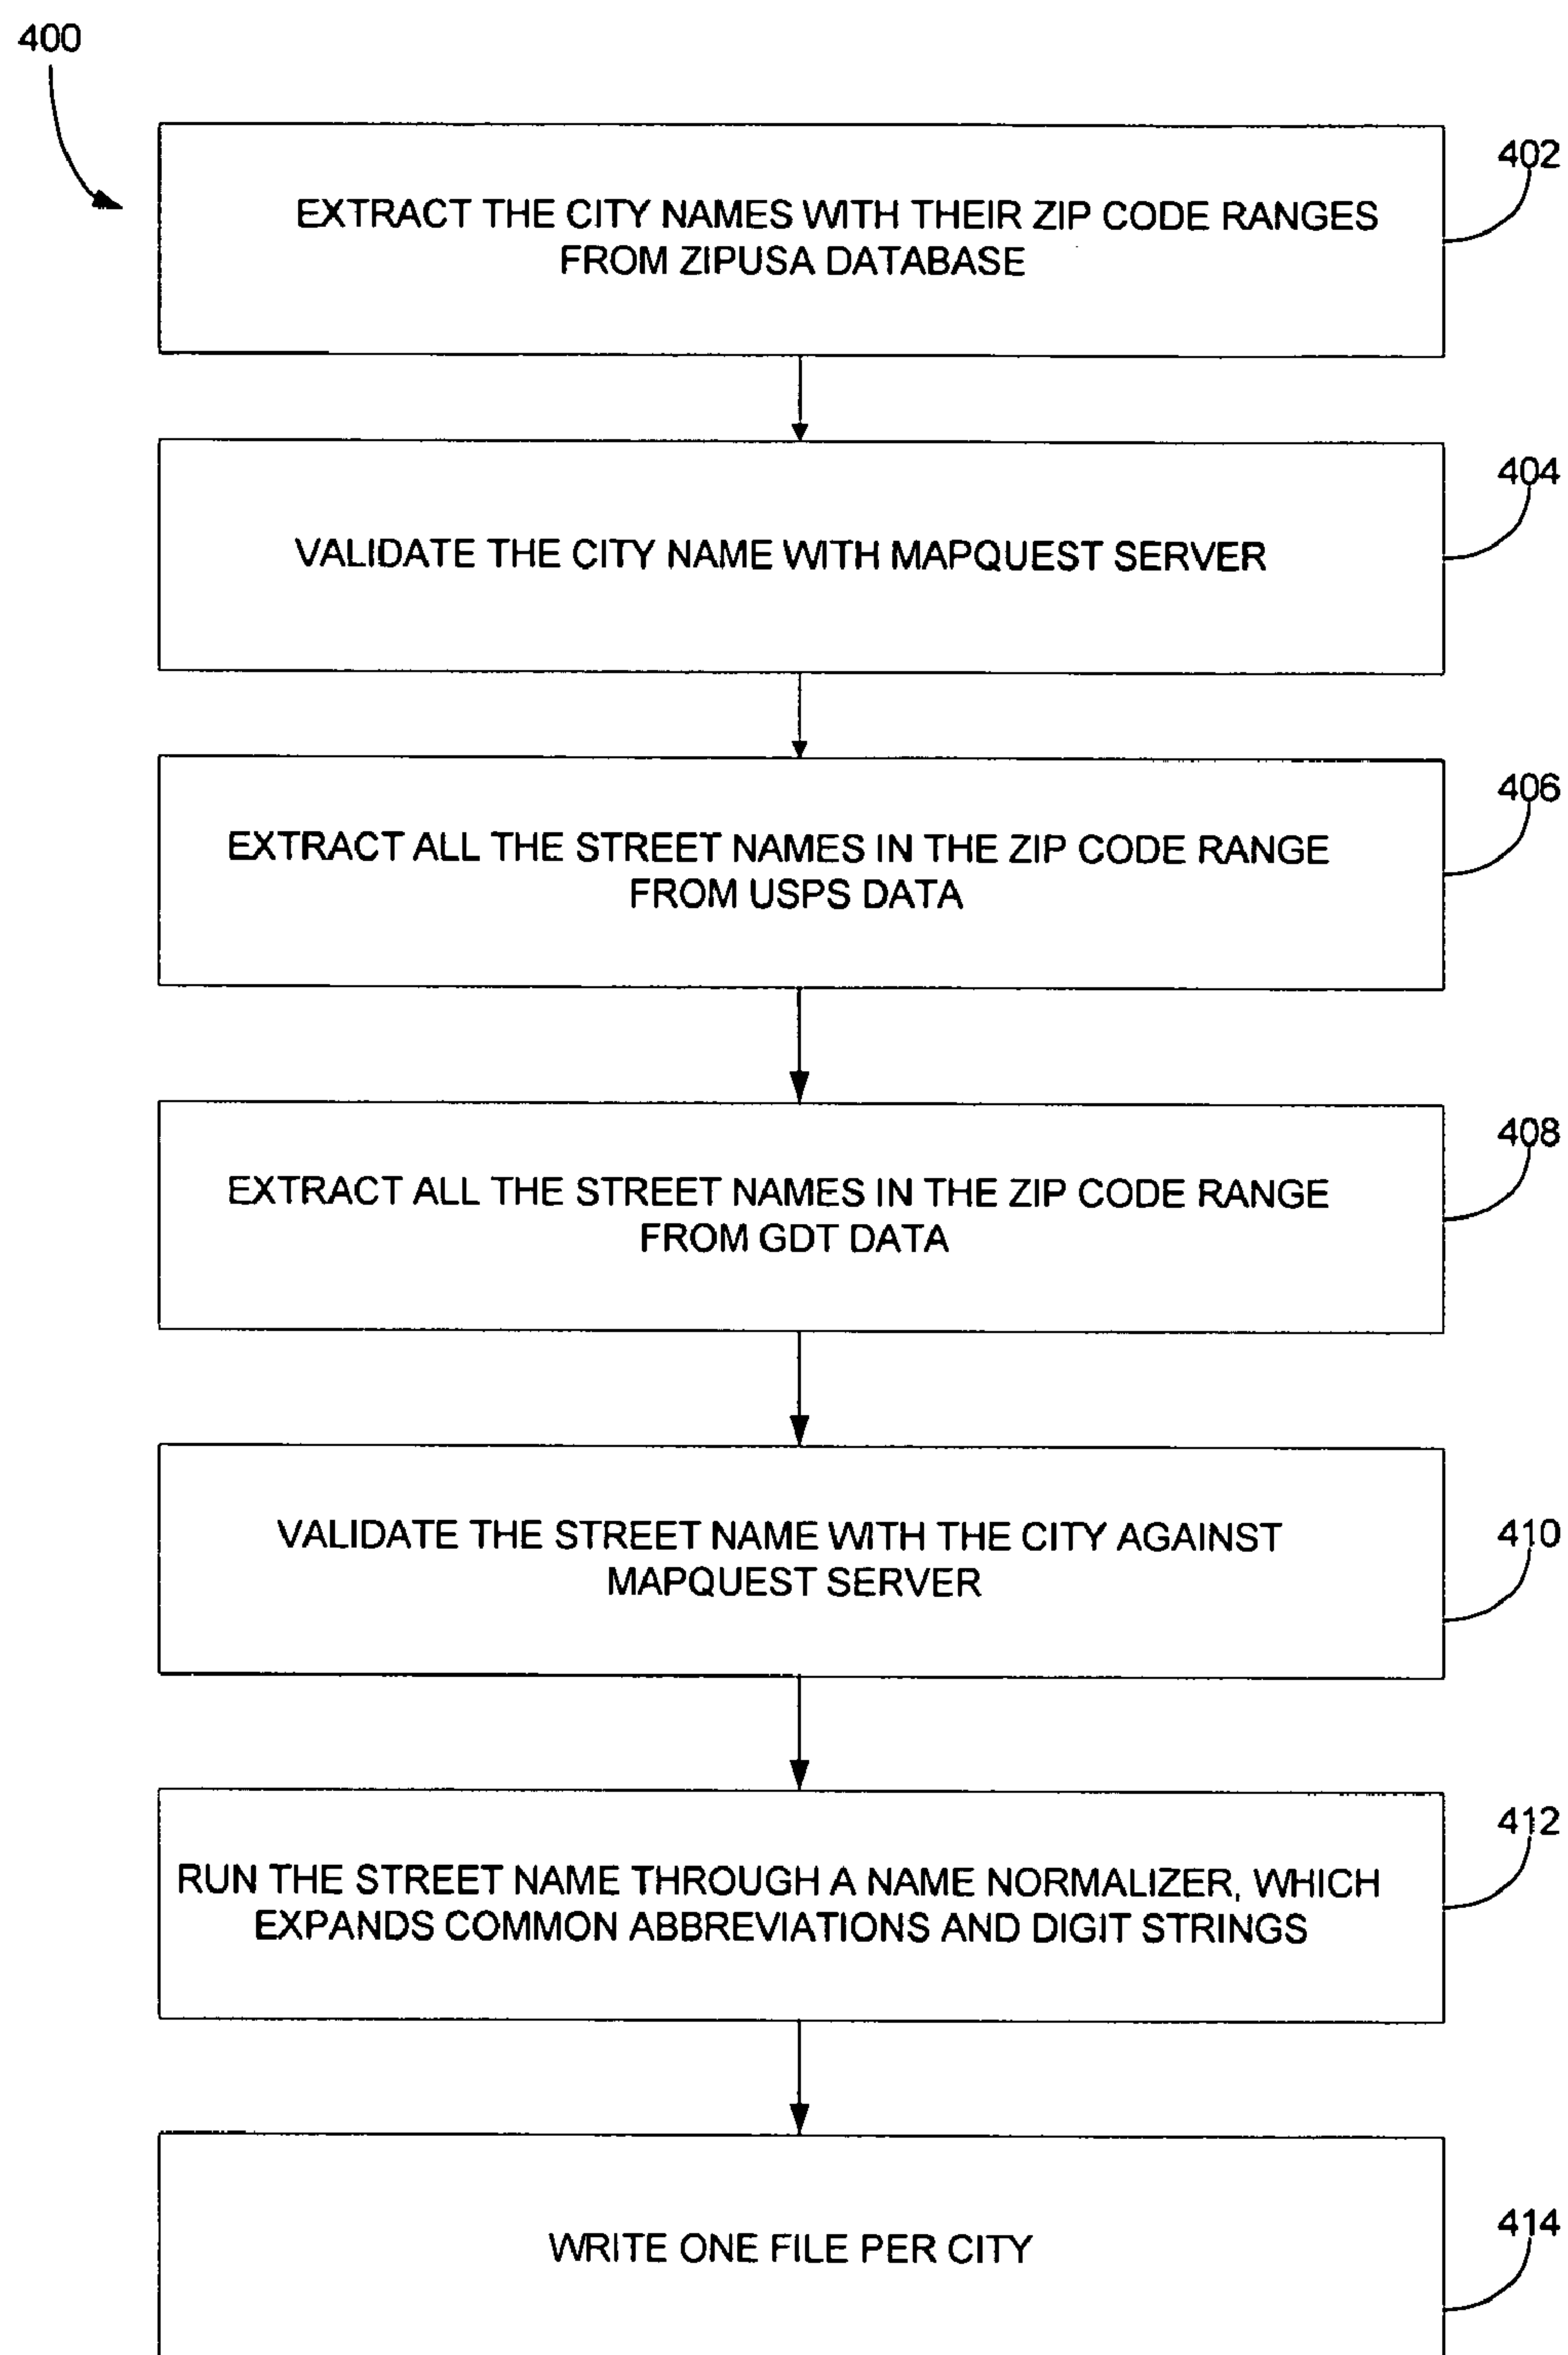 400
402
EXTRACT THE CITY NAMES WITH THEIR ZIP CODE RANGES
FROM ZIPUSA DATABASE
404
VALIDATE THE CITY NAME WITH MAPQUEST SERVER
406
EXTRACT ALL THE STREET NAMES IN THE ZIP CODE RANGE
FROM USPS DATA
408
EXTRACT ALL THE STREET NAMES IN THE ZIP CODE RANGE
FROM GDT DATA
410
VALIDATE THE STREET NAME WITH THE CITY AGAINST
MAPQUEST SERVER
412
RUN THE STREET NAME THROUGH A NAME NORMALIZER, WHICH
EXPANDS COMMON ABBREVIATIONS AND DIGIT STRINGS
414
WRITE ONE FILE PER CITY